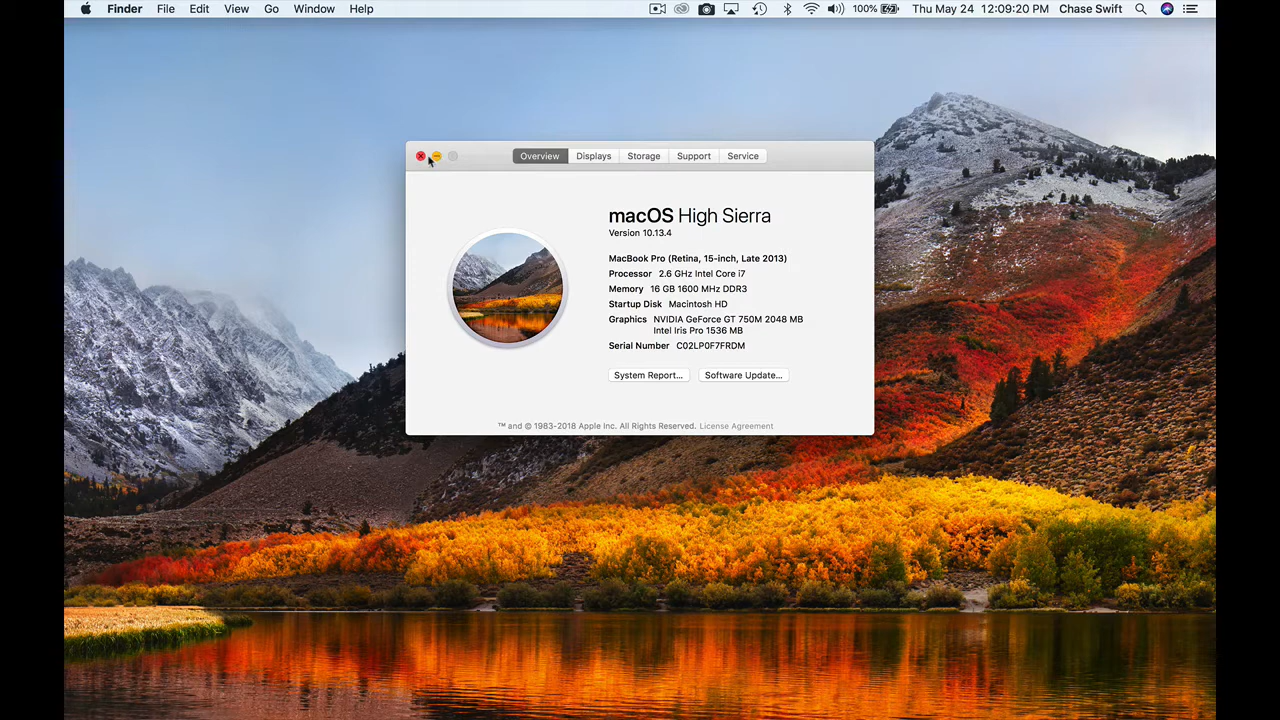 Finder File Edit View Go Window Help 100% Thu May 24 12:09:20 PM Chase Swift
Overview Displays Storage Support Service
macOS High Sierra
Version 10.13.4
MacBook Pro (Retina, 15-inch, Late 2013)
Processor 2.6 GHz Intel Core i7
Memory 16 GB 1600 MHz DDR3
Startup Disk Macintosh HD
Graphics NVIDIA GeForce GT 750M 2048 MB
Intel Iris Pro 1536 MB
Serial Number C02LP0F7FRDM
System Report... Software Update...
™ and © 1983-2018 Apple Inc. All Rights Reserved. License Agreement